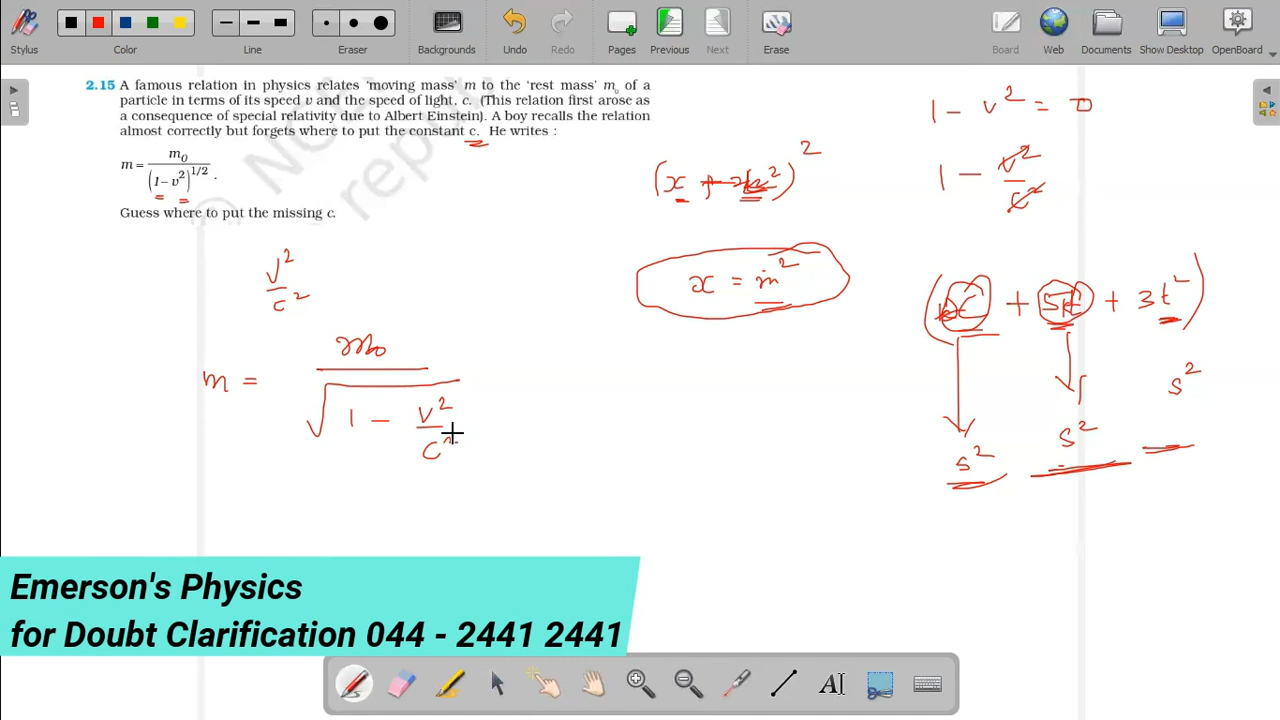 Stylus
Color
Line
Eraser
Backgrounds
Undo
Redo
Pages
Previous
Next
Erase
Board
Web
Documents
Show Desktop
OpenBoard
2.15 A famous relation in physics relates 'moving mass' m to the 'rest mass' m₀ of a
particle in terms of its speed v and the speed of light, c. (This relation first arose as
a consequence of special relativity due to Albert Einstein). A boy recalls the relation
almost correctly but forgets where to put the constant c. He writes :
m = m₀ / (1 – v²)^1/2 .
Guess where to put the missing c.
1 - v² = 0
1 - v²/c²
x = m²
+ 3t²)
s²
s²
s²
v²/c²
m = m₀ / √(1 - v²/c²)
Emerson's Physics
for Doubt Clarification 044 - 2441 2441